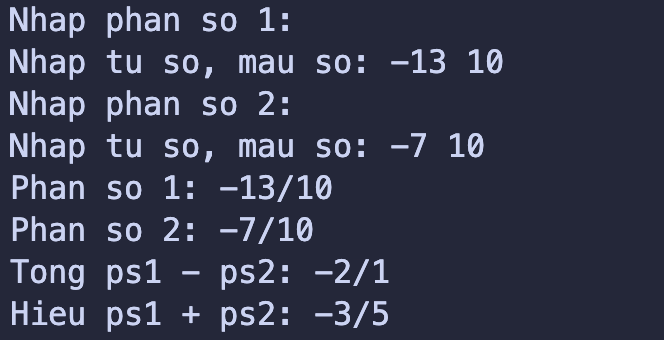 Nhap phan so 1:
Nhap tu so, mau so: -13 10
Nhap phan so 2:
Nhap tu so, mau so: -7 10
Phan so 1: -13/10
Phan so 2: -7/10
Tong ps1 - ps2: -2/1
Hieu ps1 + ps2: -3/5